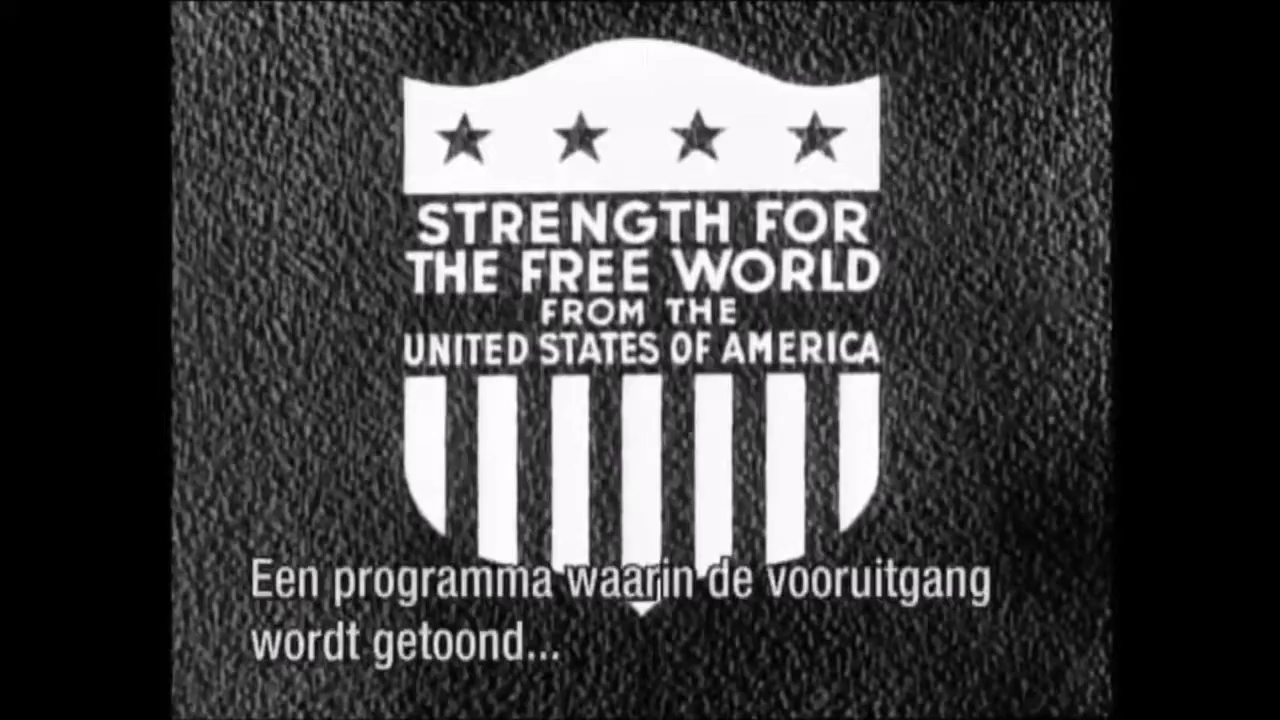 STRENGTH FOR
THE FREE WORLD
FROM THE
UNITED STATES OF AMERICA
Een programma waarin de vooruitgang
wordt getoond...